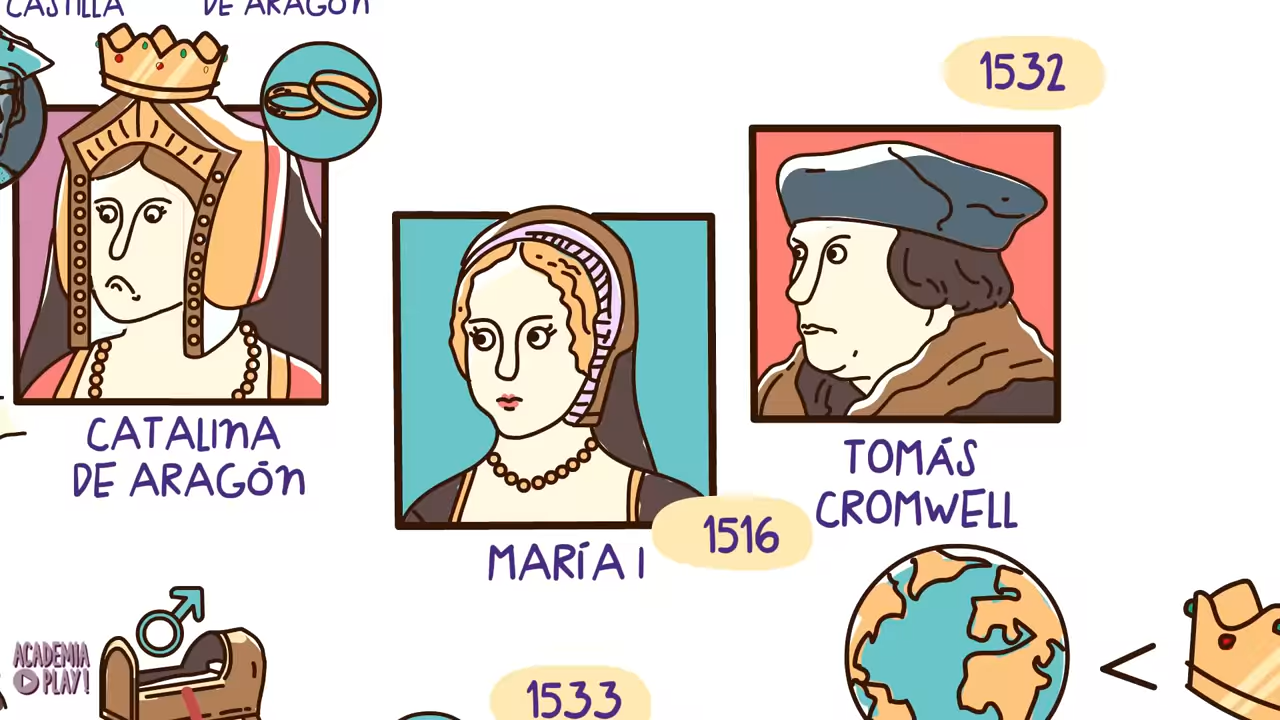 CASTILLA
DE ARAGÓN
1532
CATALINA
DE ARAGÓN
MARÍA I
1516
TOMÁS
CROMWELL
<
ACADEMIA
PLAY!
1533